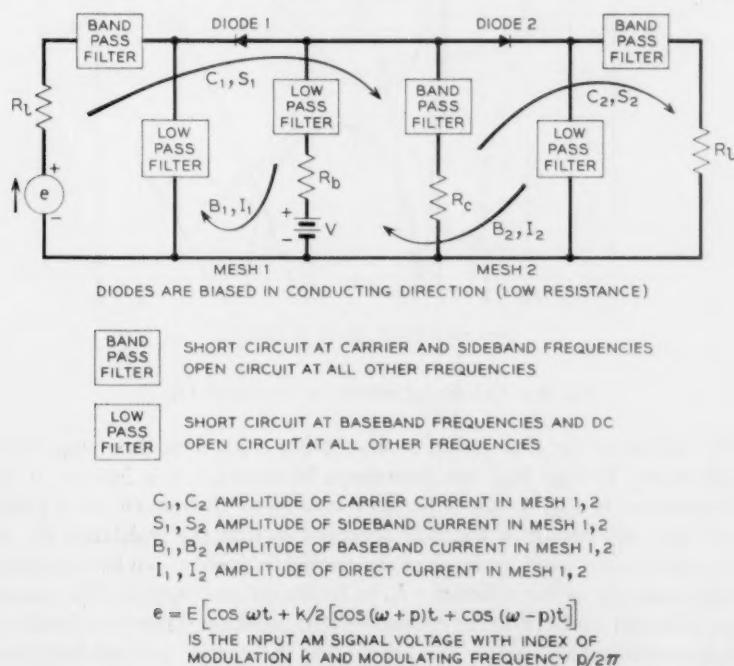 BAND
PASS
FILTER
DIODE 1
DIODE 2
BAND
PASS
FILTER
C₁, S₁
C₂, S₂
Rl
LOW
PASS
FILTER
LOW
PASS
FILTER
BAND
PASS
FILTER
LOW
PASS
FILTER
Rl
+
e
−
B₁, I₁
Rb
+
−
V
Rc
B₂, I₂
MESH 1
MESH 2
DIODES ARE BIASED IN CONDUCTING DIRECTION (LOW RESISTANCE)
BAND
PASS
FILTER
SHORT CIRCUIT AT CARRIER AND SIDEBAND FREQUENCIES
OPEN CIRCUIT AT ALL OTHER FREQUENCIES
LOW
PASS
FILTER
SHORT CIRCUIT AT BASEBAND FREQUENCIES AND DC
OPEN CIRCUIT AT ALL OTHER FREQUENCIES
C₁, C₂ AMPLITUDE OF CARRIER CURRENT IN MESH 1, 2
S₁, S₂ AMPLITUDE OF SIDEBAND CURRENT IN MESH 1, 2
B₁, B₂ AMPLITUDE OF BASEBAND CURRENT IN MESH 1, 2
I₁, I₂ AMPLITUDE OF DIRECT CURRENT IN MESH 1, 2
e = E[cos ωt + k/2 [cos (ω+p)t + cos (ω−p)t]]
IS THE INPUT AM SIGNAL VOLTAGE WITH INDEX OF
MODULATION k AND MODULATING FREQUENCY p/2π